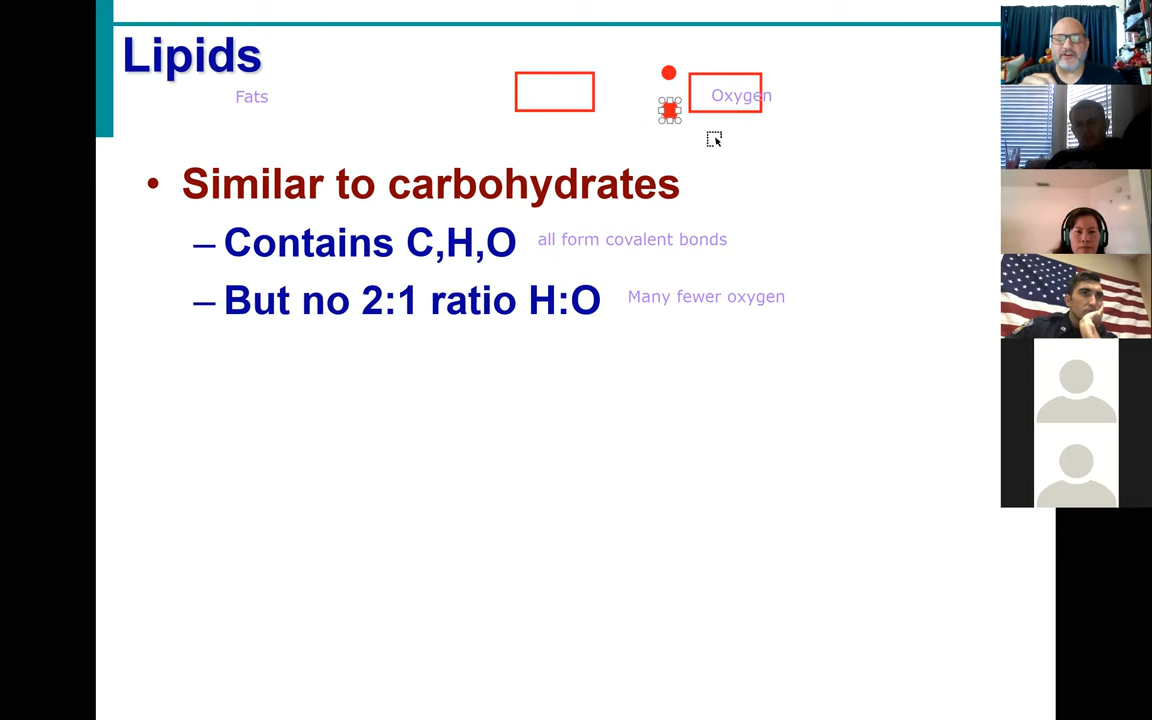 Lipids
Fats
Oxygen
• Similar to carbohydrates
– Contains C,H,O all form covalent bonds
– But no 2:1 ratio H:O Many fewer oxygen